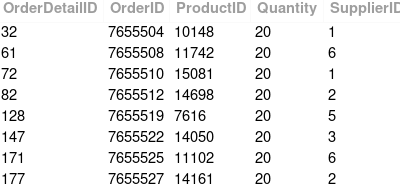 OrderDetailID OrderID ProductID Quantity SupplierID
32 7655504 10148 20 1
61 7655508 11742 20 6
72 7655510 15081 20 1
82 7655512 14698 20 2
128 7655519 7616 20 5
147 7655522 14050 20 3
171 7655525 11102 20 6
177 7655527 14161 20 2